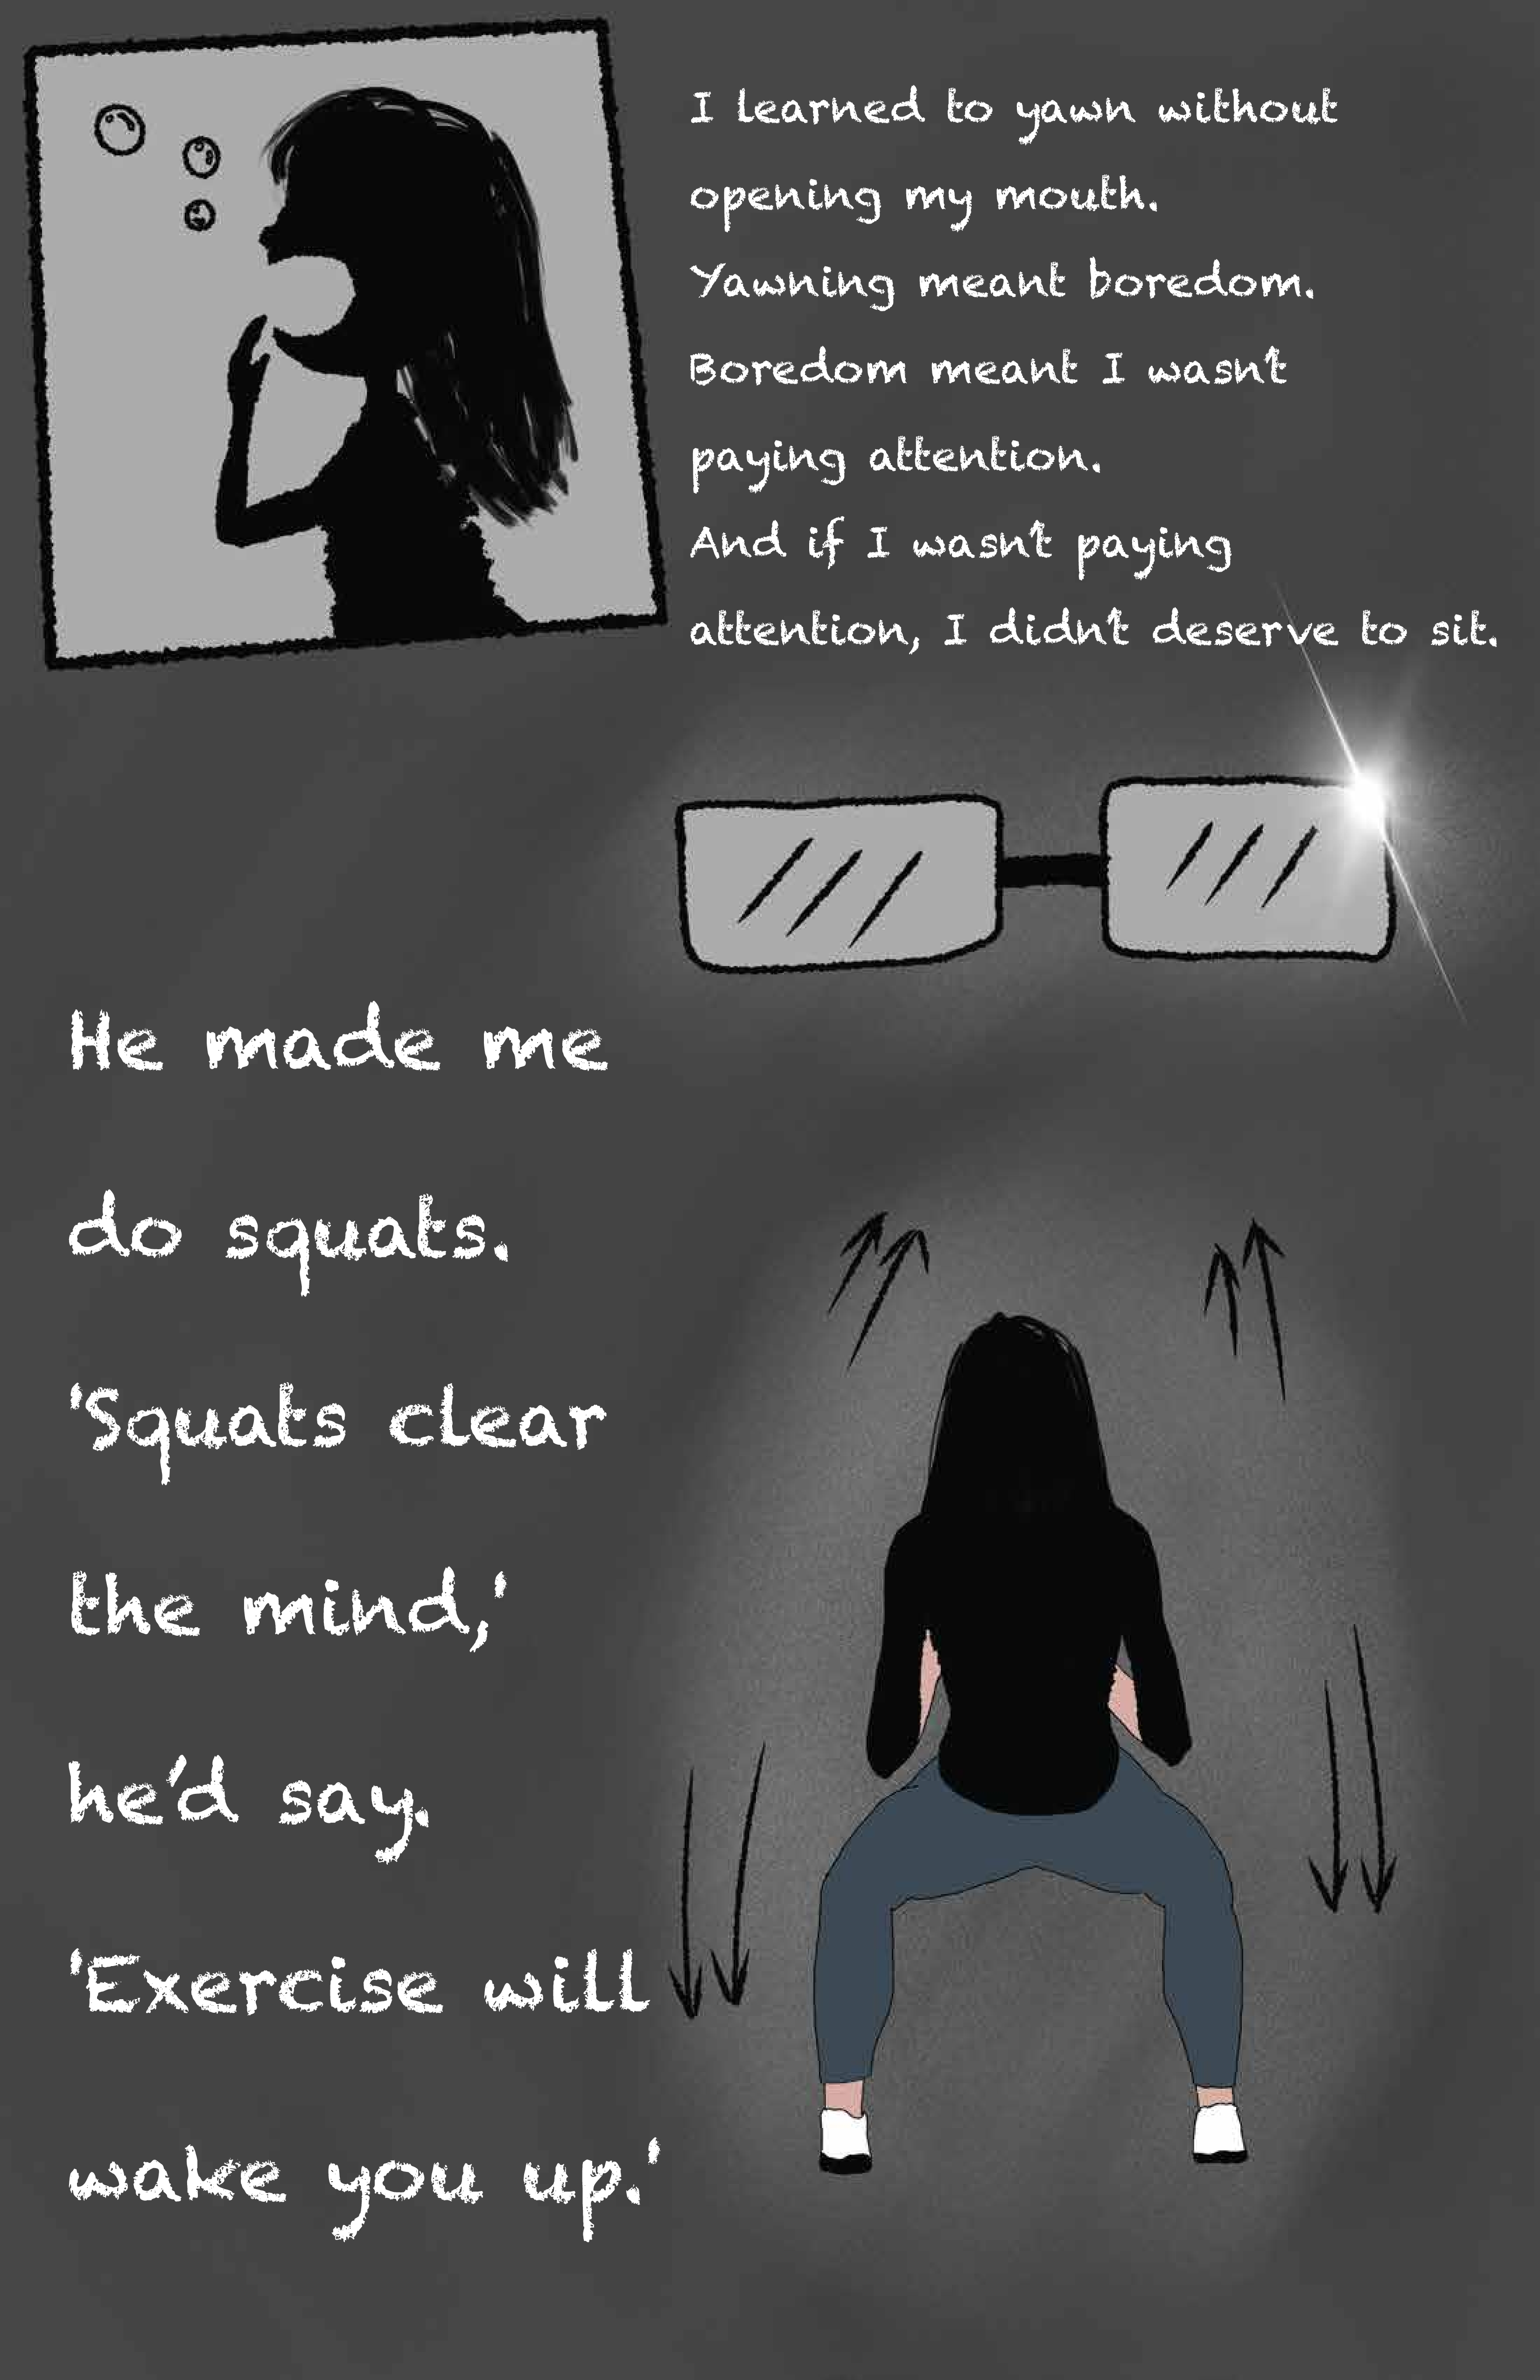 I learned to yawn without
opening my mouth.
Yawning meant boredom.
Boredom meant I wasn't
paying attention.
And if I wasn't paying
attention, I didn't deserve to sit.
He made me
do squats.
'Squats clear
the mind,'
he'd say.
'Exercise will
wake you up.'